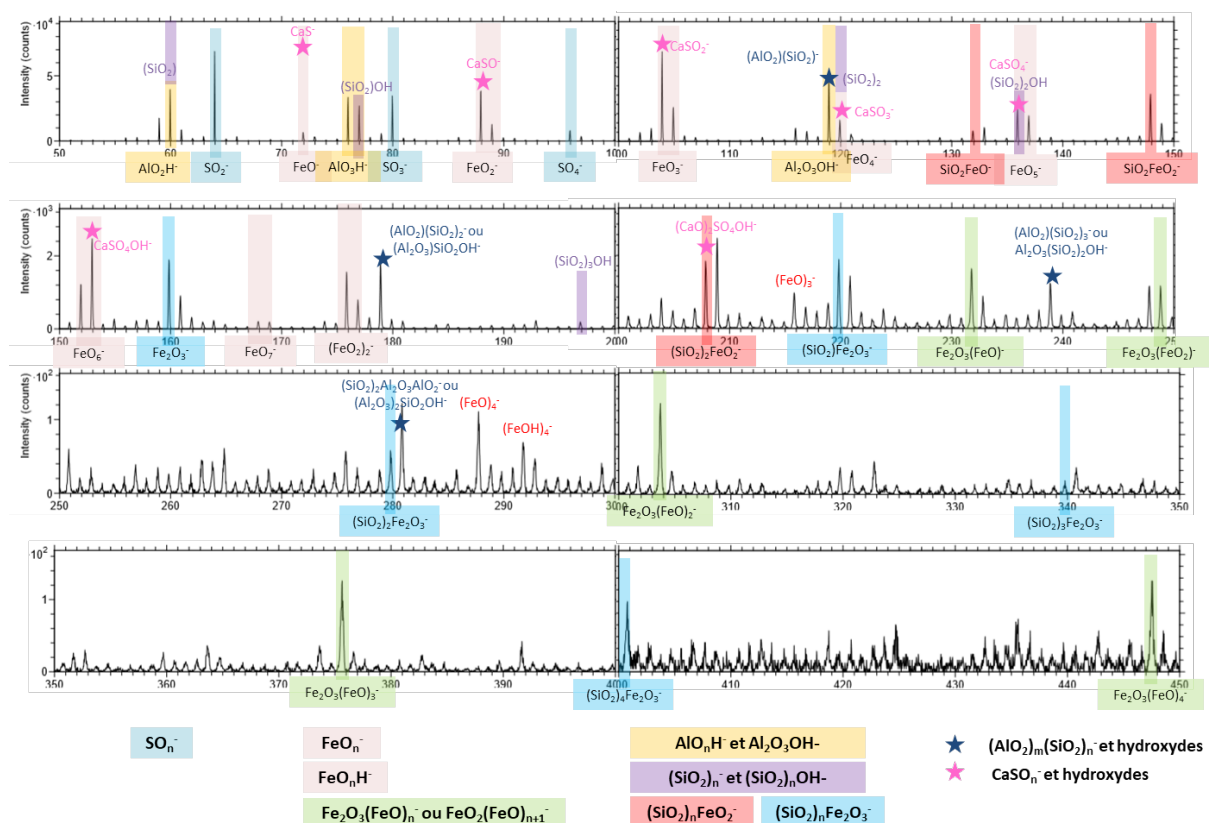 Intensity (counts)
·10⁴
5
0
50
60
70
80
90
100
110
120
130
140
150
(SiO₂)
CaS⁻
(SiO₂)OH
CaSO⁻
CaSO₂⁻
(AlO₂)(SiO₂)⁻
(SiO₂)₂
CaSO₃⁻
CaSO₄⁻
(SiO₂)₂OH
AlO₂H⁻
SO₂⁻
FeO⁻
AlO₃H⁻
SO₃⁻
FeO₂⁻
SO₄⁻
FeO₃⁻
Al₂O₃OH⁻
FeO₄⁻
SiO₂FeO⁻
FeO₅⁻
SiO₂FeO₂⁻
Intensity (counts)
·10³
2
0
160
170
180
190
200
210
220
230
240
CaSO₄OH⁻
(AlO₂)(SiO₂)₂⁻ ou
(Al₂O₃)SiO₂OH⁻
(SiO₂)₃OH
(CaO)₂SO₄OH⁻
(FeO)₃⁻
(AlO₂)(SiO₂)₃⁻ ou
Al₂O₃(SiO₂)₂OH⁻
FeO₆⁻
Fe₂O₃⁻
FeO₇⁻
(FeO₂)₂⁻
(SiO₂)₂FeO₂⁻
(SiO₂)Fe₂O₃⁻
Fe₂O₃(FeO)⁻
Fe₂O₃(FeO₂)⁻
Intensity (counts)
·10²
1
0
250
260
270
280
290
300
310
320
330
340
350
(SiO₂)₂Al₂O₃AlO₂⁻ ou
(Al₂O₃)₂SiO₂OH⁻
(FeO)₄⁻
(FeOH)₄⁻
(SiO₂)₂Fe₂O₃⁻
Fe₂O₃(FeO)₂⁻
(SiO₂)₃Fe₂O₃⁻
·10²
1
0
350
360
370
380
390
400
410
420
430
440
450
Fe₂O₃(FeO)₃⁻
(SiO₂)₄Fe₂O₃⁻
Fe₂O₃(FeO)₄⁻
SOₙ⁻
FeOₙ⁻
FeOₙH⁻
Fe₂O₃(FeO)ₙ⁻ ou FeO₂(FeO)ₙ₊₁⁻
AlOₙH⁻ et Al₂O₃OH-
(SiO₂)ₙ⁻ et (SiO₂)ₙOH-
(SiO₂)ₙFeO₂⁻
(SiO₂)ₙFe₂O₃⁻
(AlO₂)ₘ(SiO₂)ₙ⁻ et hydroxydes
CaSOₙ⁻ et hydroxydes